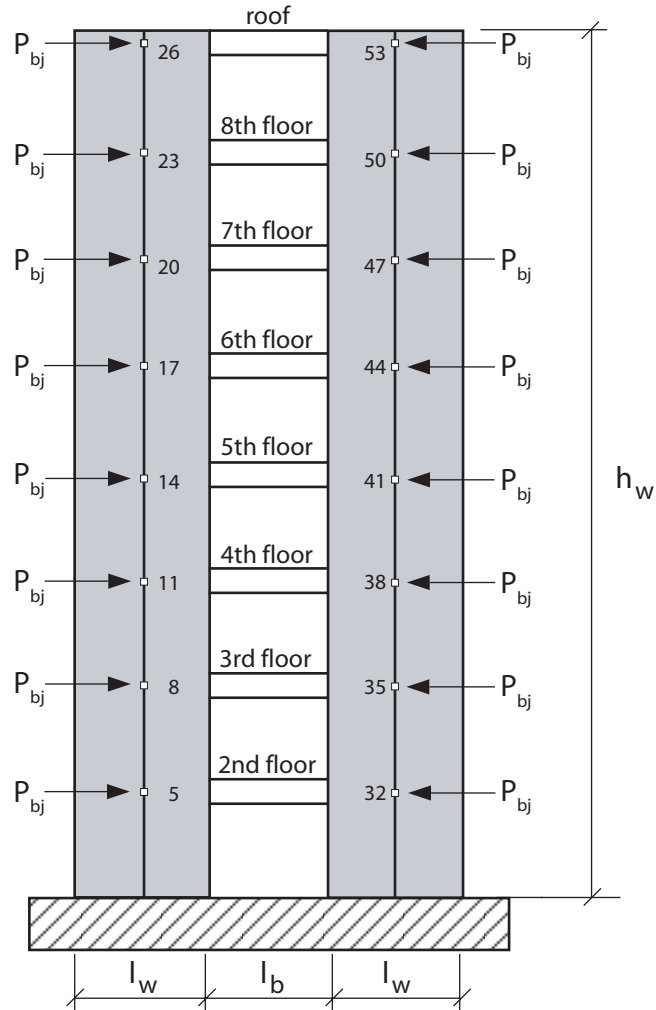 roof
P_bj 26 53 P_bj
8th floor
P_bj 23 50 P_bj
7th floor
P_bj 20 47 P_bj
6th floor
P_bj 17 44 P_bj
5th floor
P_bj 14 41 P_bj
h_w
4th floor
P_bj 11 38 P_bj
3rd floor
P_bj 8 35 P_bj
2nd floor
P_bj 5 32 P_bj
l_w l_b l_w